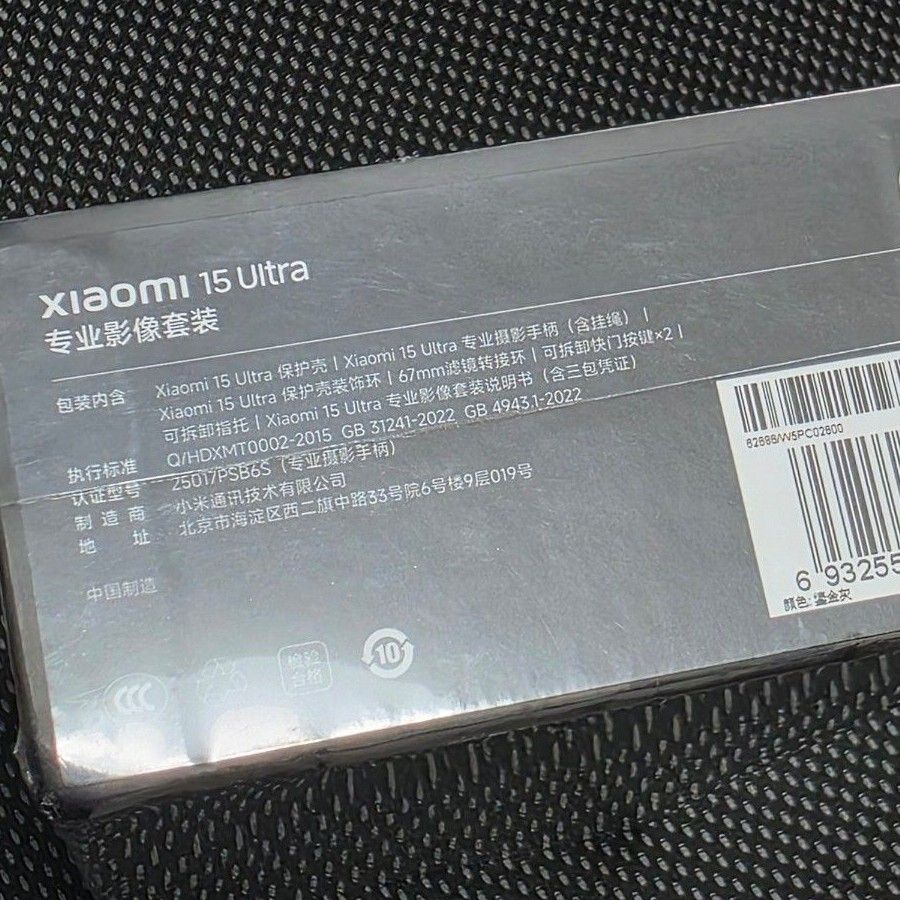 xiaomi 15 Ultra
专业影像套装
包装内含 Xiaomi 15 Ultra 保护壳 | Xiaomi 15 Ultra 专业摄影手柄（含挂绳） |
Xiaomi 15 Ultra 保护壳装饰环 | 67mm滤镜转接环 | 可拆卸快门按键×2 |
可拆卸指托 | Xiaomi 15 Ultra 专业影像套装说明书（含三包凭证）
执行标准 Q/HDXMT0002-2015 GB 31241-2022 GB 4943.1-2022
认证型号 25017PSB6S（专业摄影手柄）
制造商 小米通讯技术有限公司
地址 北京市海淀区西二旗中路33号院6号楼9层019号
中国制造
CCC
检验
合格
10
82888/W5PC02800
6 93255
颜色: 鎏金灰